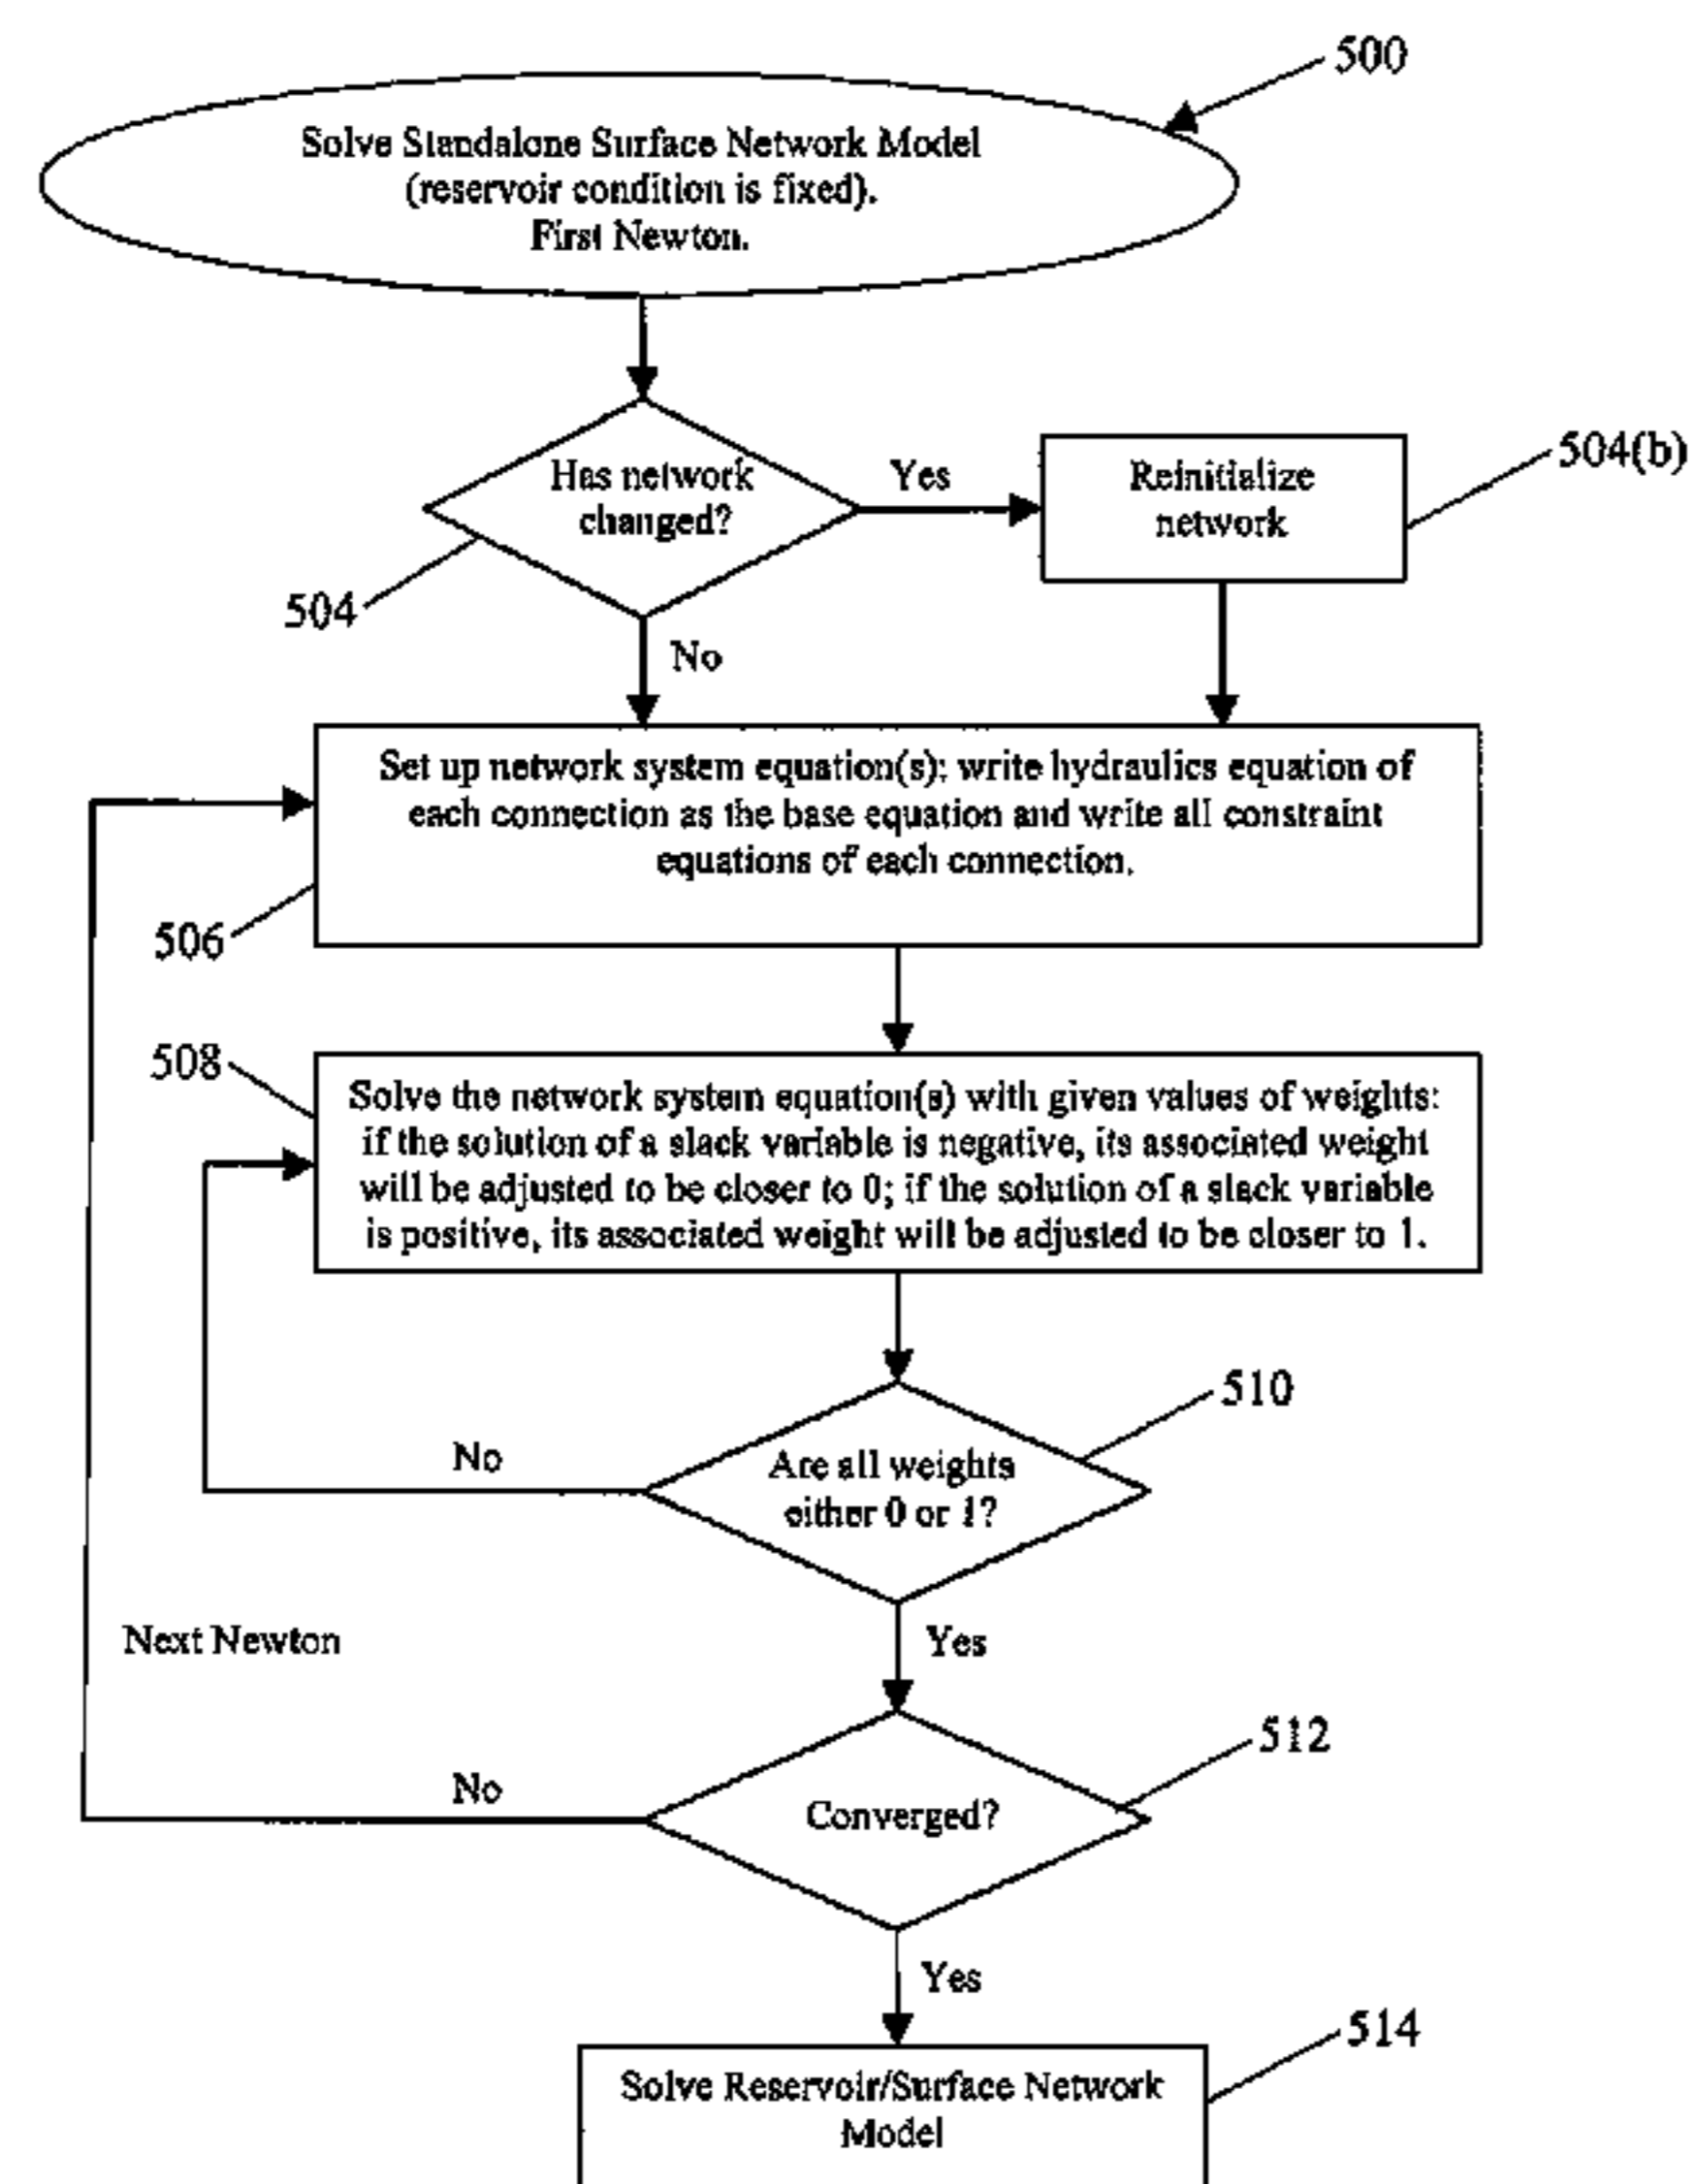 500
Solve Standalone Surface Network Model
(reservoir condition is fixed).
First Newton.
Has network
changed?
Yes
Reinitialize
network
504(b)
504
No
Set up network system equation(s): write hydraulics equation of
each connection as the base equation and write all constraint
equations of each connection.
506
508
Solve the network system equation(s) with given values of weights:
if the solution of a slack variable is negative, its associated weight
will be adjusted to be closer to 0; if the solution of a slack variable
is positive, its associated weight will be adjusted to be closer to 1.
510
No
Are all weights
either 0 or 1?
Next Newton
Yes
512
No
Converged?
Yes
514
Solve Reservoir/Surface Network
Model